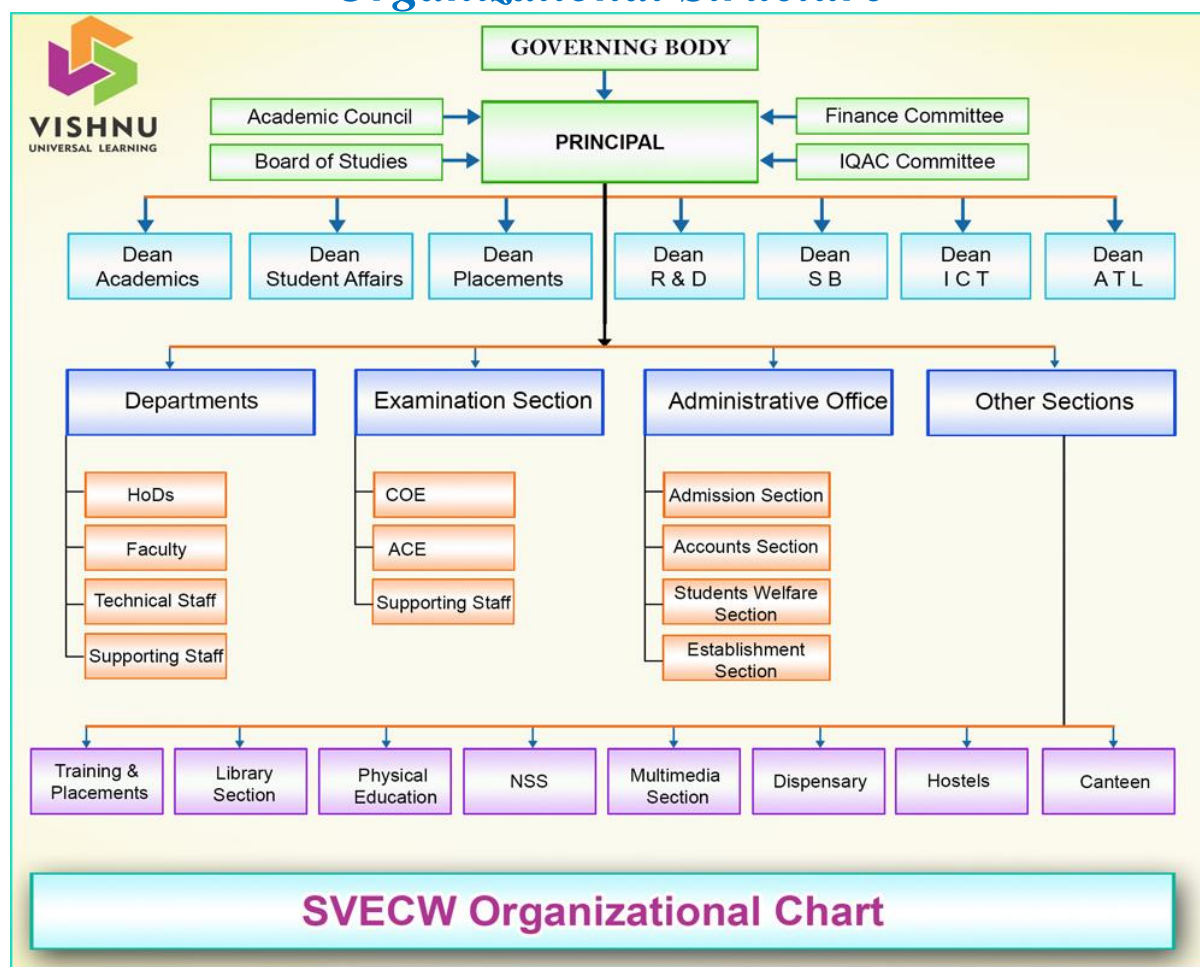 Organizational Structure
VISHNU
UNIVERSAL LEARNING
GOVERNING BODY
Academic Council
Board of Studies
PRINCIPAL
Finance Committee
IQAC Committee
Dean
Academics
Dean
Student Affairs
Dean
Placements
Dean
R & D
Dean
S B
Dean
I C T
Dean
A T L
Departments
Examination Section
Administrative Office
Other Sections
HoDs
Faculty
Technical Staff
Supporting Staff
COE
ACE
Supporting Staff
Admission Section
Accounts Section
Students Welfare
Section
Establishment
Section
Training &
Placements
Library
Section
Physical
Education
NSS
Multimedia
Section
Dispensary
Hostels
Canteen
SVECW Organizational Chart